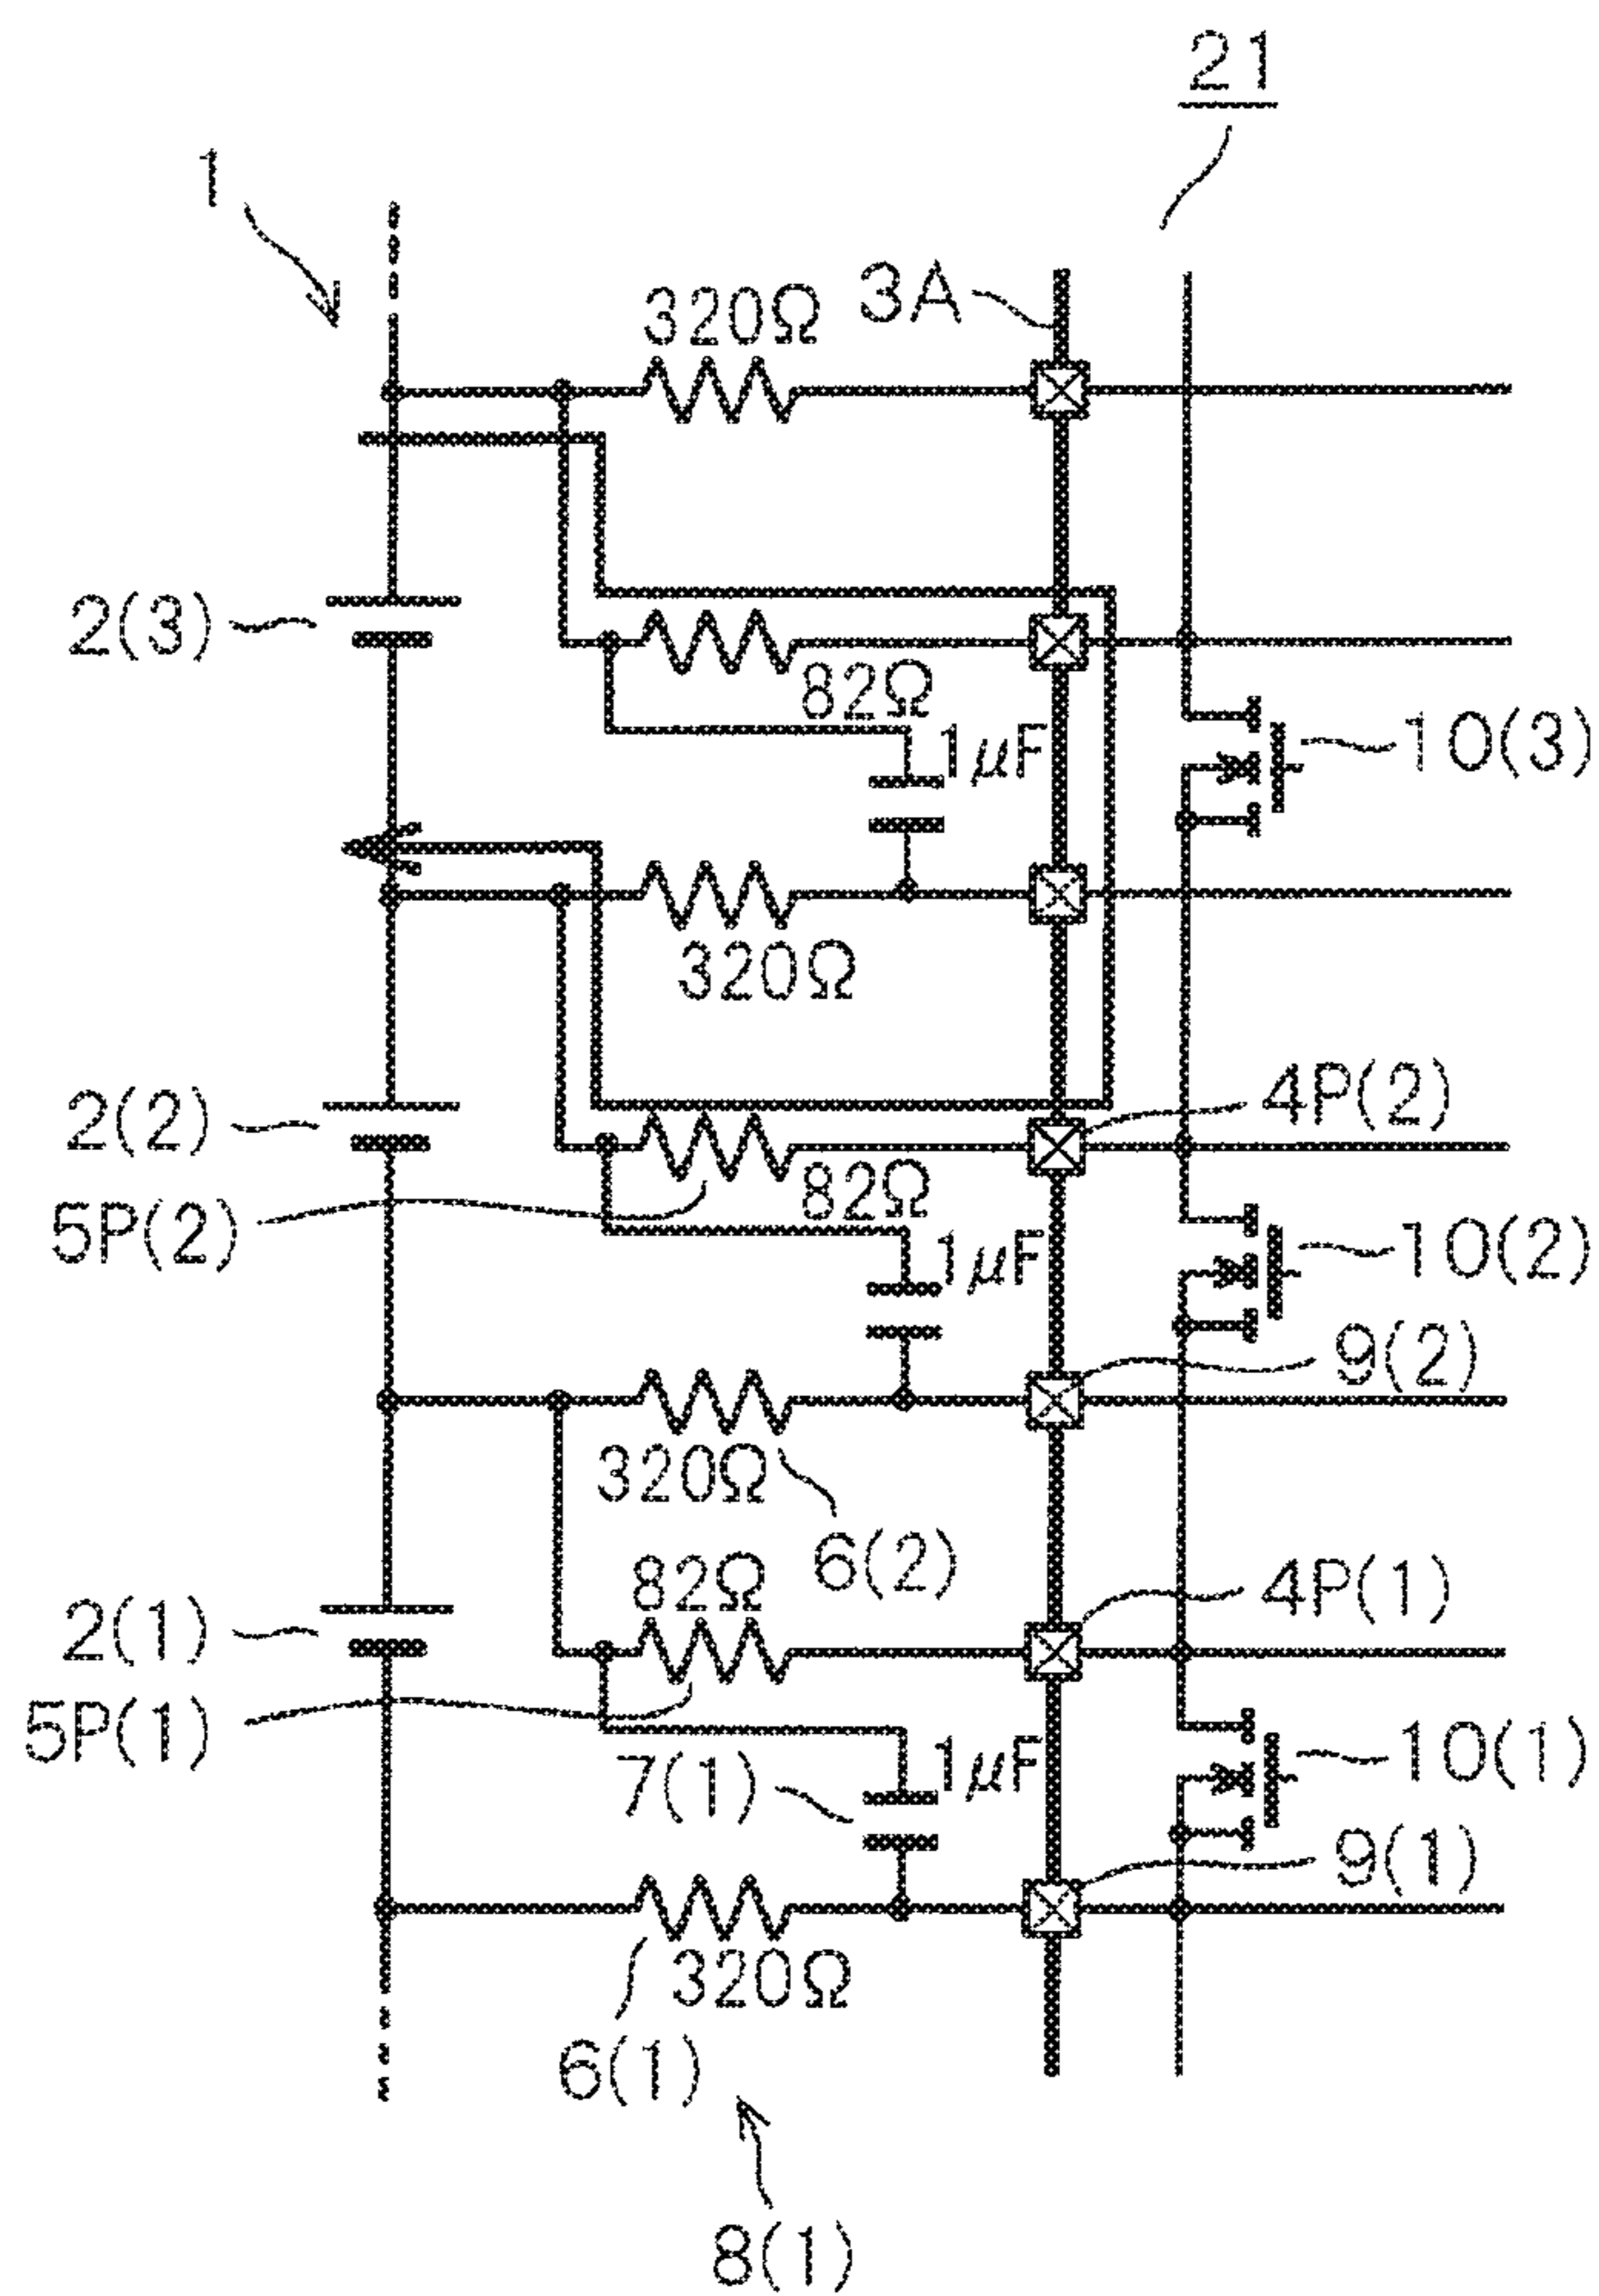 21
1
320Ω
3A
2(3)
82Ω
1μF
10(3)
320Ω
2(2)
4P(2)
5P(2)
82Ω
1μF
10(2)
9(2)
320Ω
6(2)
82Ω
4P(1)
2(1)
5P(1)
7(1)
1μF
10(1)
9(1)
320Ω
6(1)
8(1)